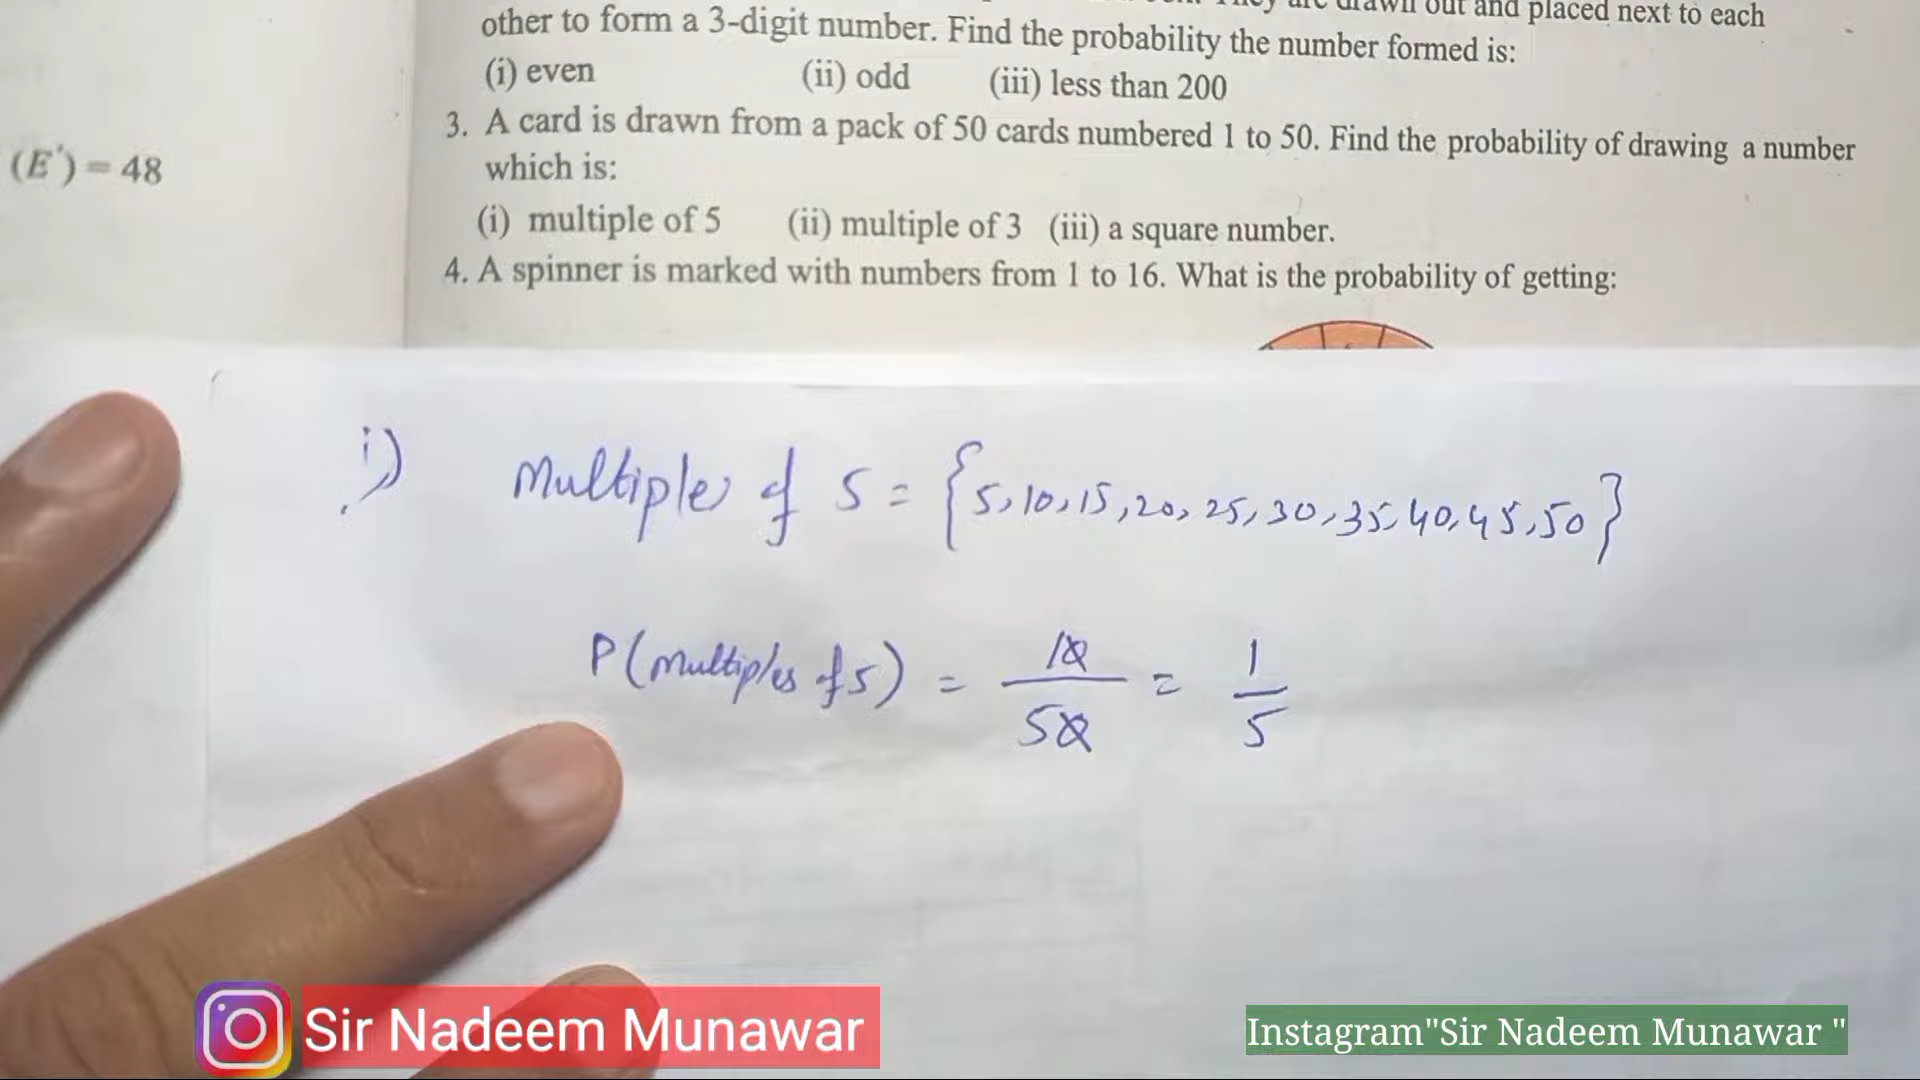 other to form a 3-digit number. Find the probability the number formed is:
(i) even (ii) odd (iii) less than 200
3. A card is drawn from a pack of 50 cards numbered 1 to 50. Find the probability of drawing a number
which is:
(E') = 48
(i) multiple of 5 (ii) multiple of 3 (iii) a square number.
4. A spinner is marked with numbers from 1 to 16. What is the probability of getting:
i) Multiples of 5 = {5,10,15,20,25,30,35,40,45,50}
P(multiples of 5) = 10/50 = 1/5
Sir Nadeem Munawar
Instagram"Sir Nadeem Munawar "